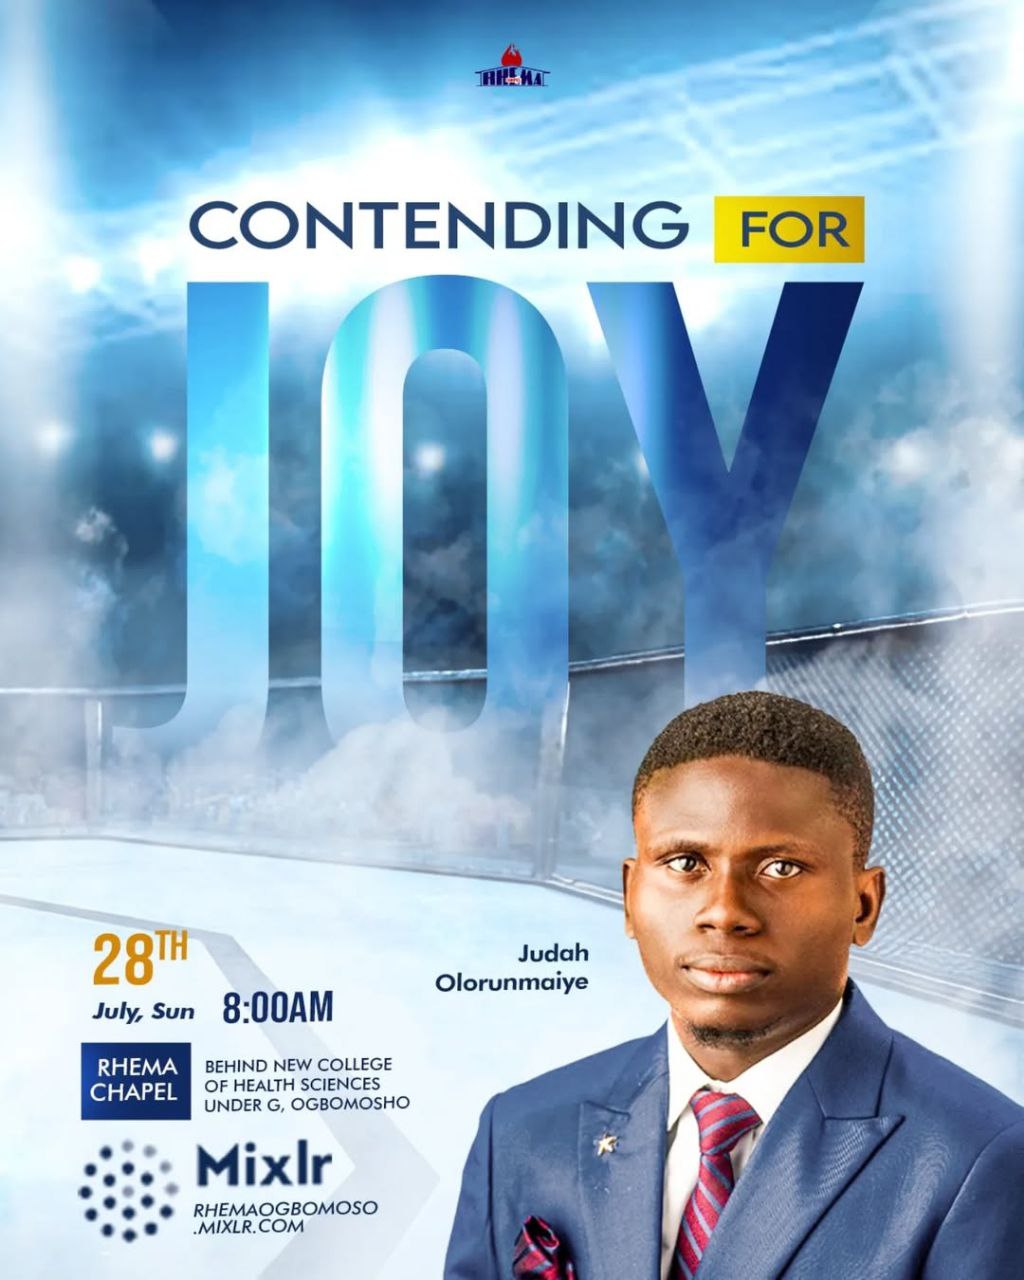 RHEMA
CONTENDING FOR
JOY
Judah
Olorunmaiye
28TH
July, Sun 8:00AM
RHEMA
CHAPEL
BEHIND NEW COLLEGE
OF HEALTH SCIENCES
UNDER G, OGBOMOSHO
Mixlr
RHEMAOGBOMOSO
.MIXLR.COM